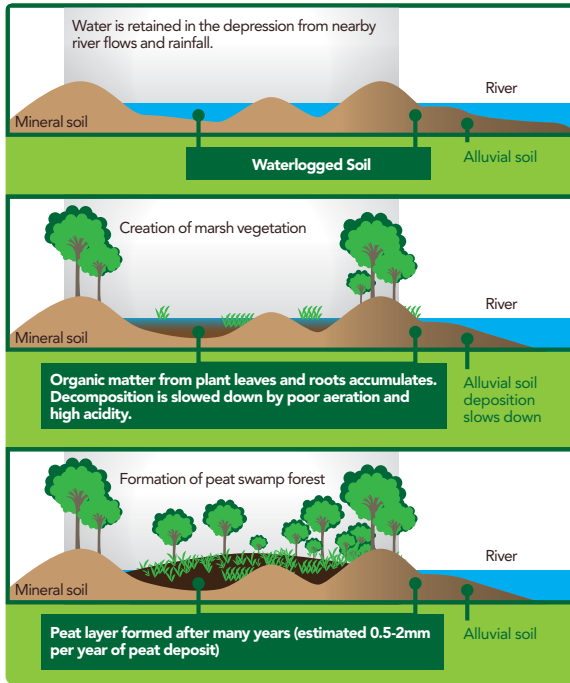 Water is retained in the depression from nearby
river flows and rainfall.
River
Mineral soil
Waterlogged Soil
Alluvial soil
Creation of marsh vegetation
River
Mineral soil
Organic matter from plant leaves and roots accumulates.
Decomposition is slowed down by poor aeration and
high acidity.
Alluvial soil
deposition
slows down
Formation of peat swamp forest
River
Mineral soil
Peat layer formed after many years (estimated 0.5-2mm
per year of peat deposit)
Alluvial soil